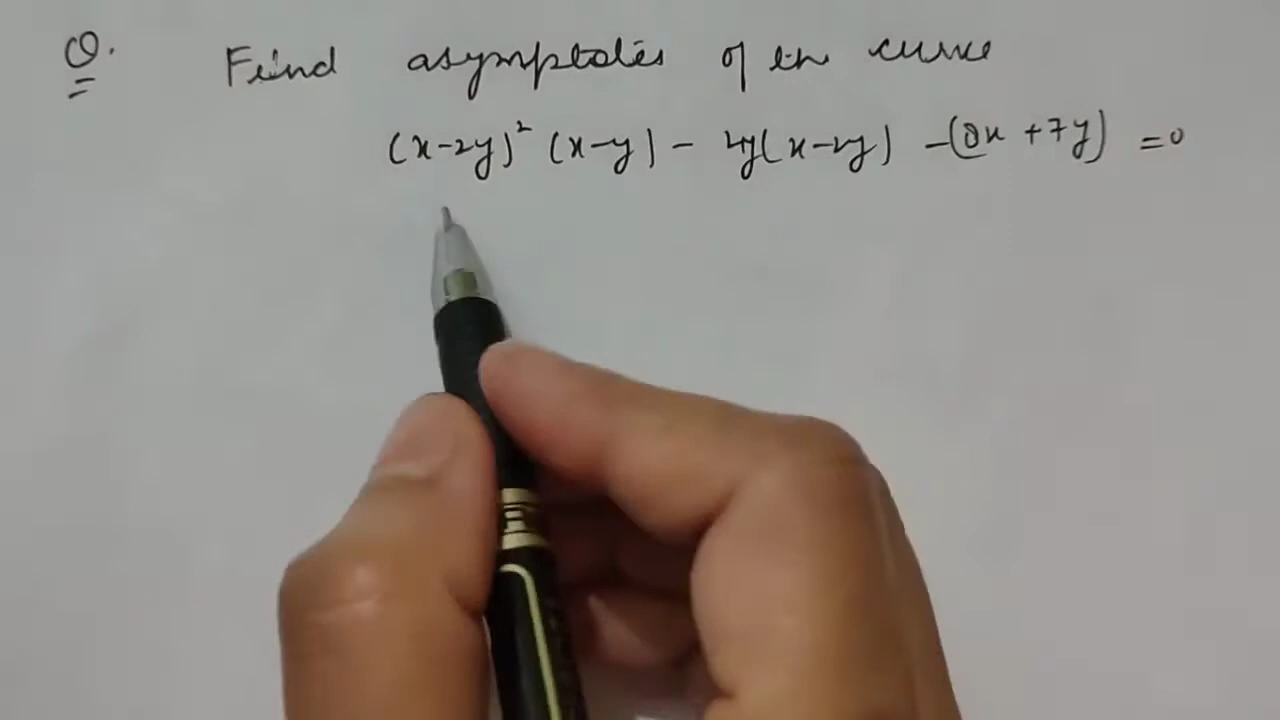 Q. Find asymptotes of the curve
(x-2y)² (x-y) - 4y(x-2y) - (8x + 7y) = 0